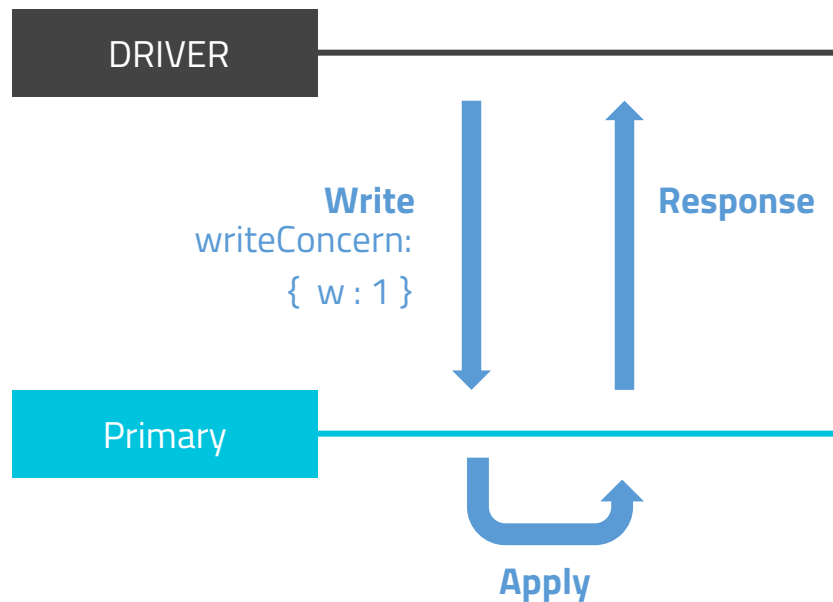 DRIVER
Write
writeConcern:
{ w : 1 }
Response
Primary
Apply